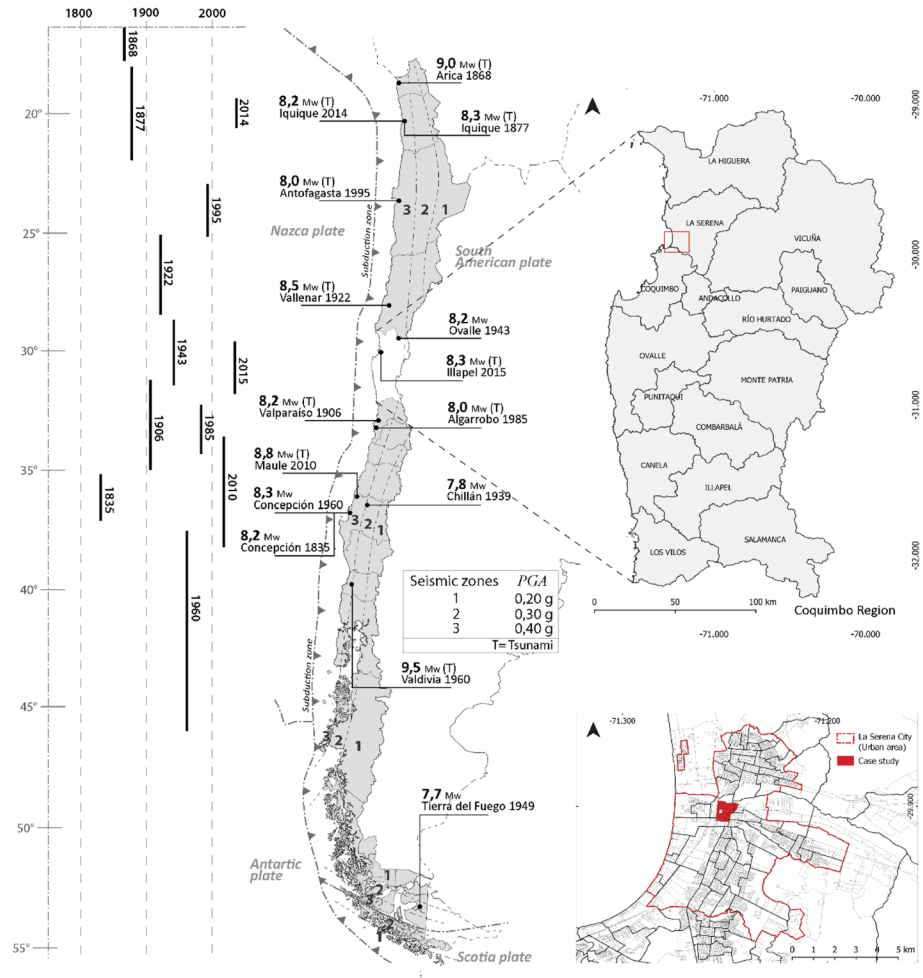 1800
1900
2000
20°
25°
30°
35°
40°
45°
50°
55°
1868
1877
2014
1995
1922
1943
2015
1906
1985
2010
1835
1960
9,0 Mw (T)
Arica 1868
8,2 Mw (T)
Iquique 2014
8,3 Mw (T)
Iquique 1877
8,0 Mw (T)
Antofagasta 1995
3 2 1
Nazca plate
Subduction zone
South
American plate
8,5 Mw (T)
Vallenar 1922
8,2 Mw
Ovalle 1943
8,3 Mw (T)
Illapel 2015
8,2 Mw (T)
Valparaíso 1906
8,0 Mw (T)
Algarrobo 1985
8,8 Mw (T)
Maule 2010
8,3 Mw
Concepción 1960
7,8 Mw
Chillán 1939
3 2 1
8,2 Mw
Concepción 1835
Seismic zones PGA
1 0,20 g
2 0,30 g
3 0,40 g
T= Tsunami
9,5 Mw (T)
Valdivia 1960
Subduction zone
3 2 1
7,7 Mw
Tierra del Fuego 1949
Antartic
plate
1
2
3
2
1
Scotia plate
-71.000
-70.000
-29.000
-30.000
-31.000
-32.000
LA HIGUERA
LA SERENA
VICUÑA
COQUIMBO
ANDACOLLO
PAIGUANO
RÍO HURTADO
OVALLE
MONTE PATRIA
PUNITAQUI
COMBARBALÁ
CANELA
ILLAPEL
LOS VILOS
SALAMANCA
0 50 100 km
Coquimbo Region
-71.000
-70.000
-71.300
-71.200
-29.900
La Serena City
(Urban area)
Case study
0 1 2 3 4 5 km